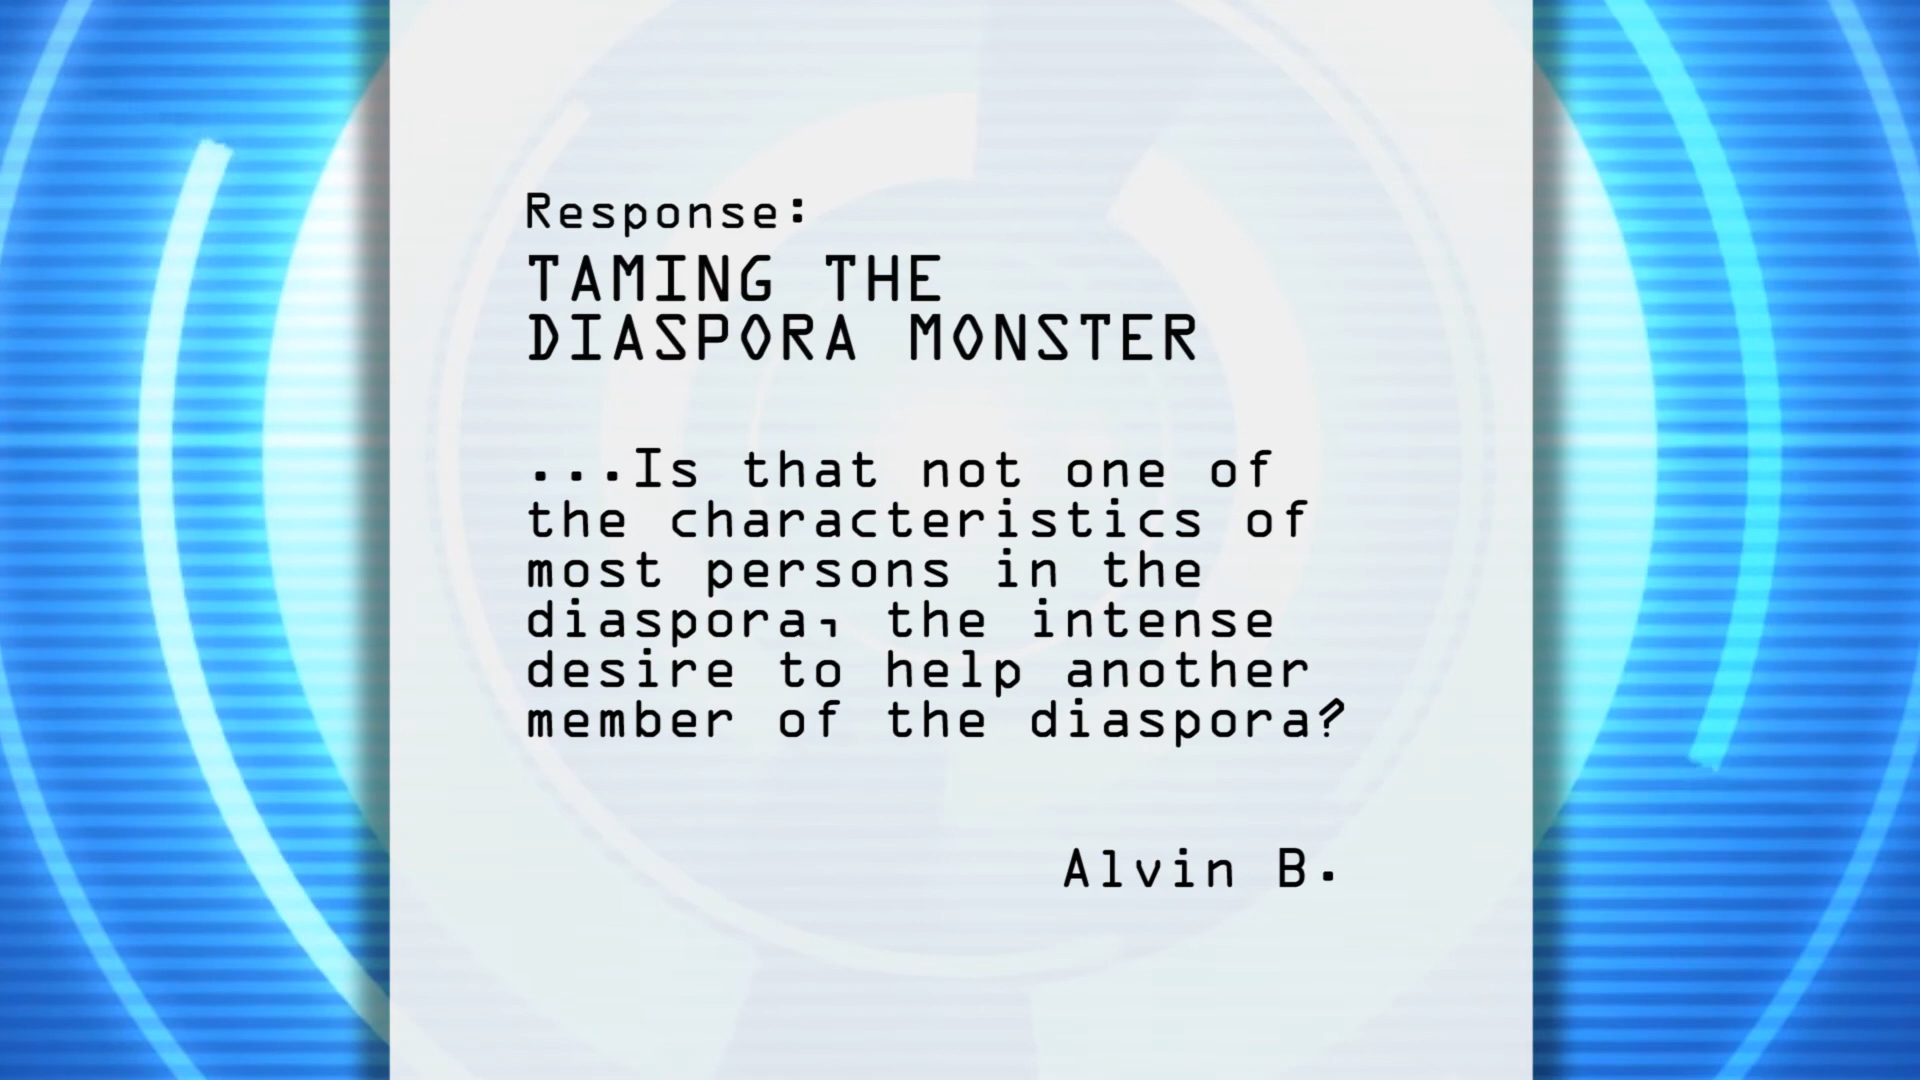 Response:
TAMING THE
DIASPORA MONSTER
...Is that not one of
the characteristics of
most persons in the
diaspora, the intense
desire to help another
member of the diaspora?
Alvin B.